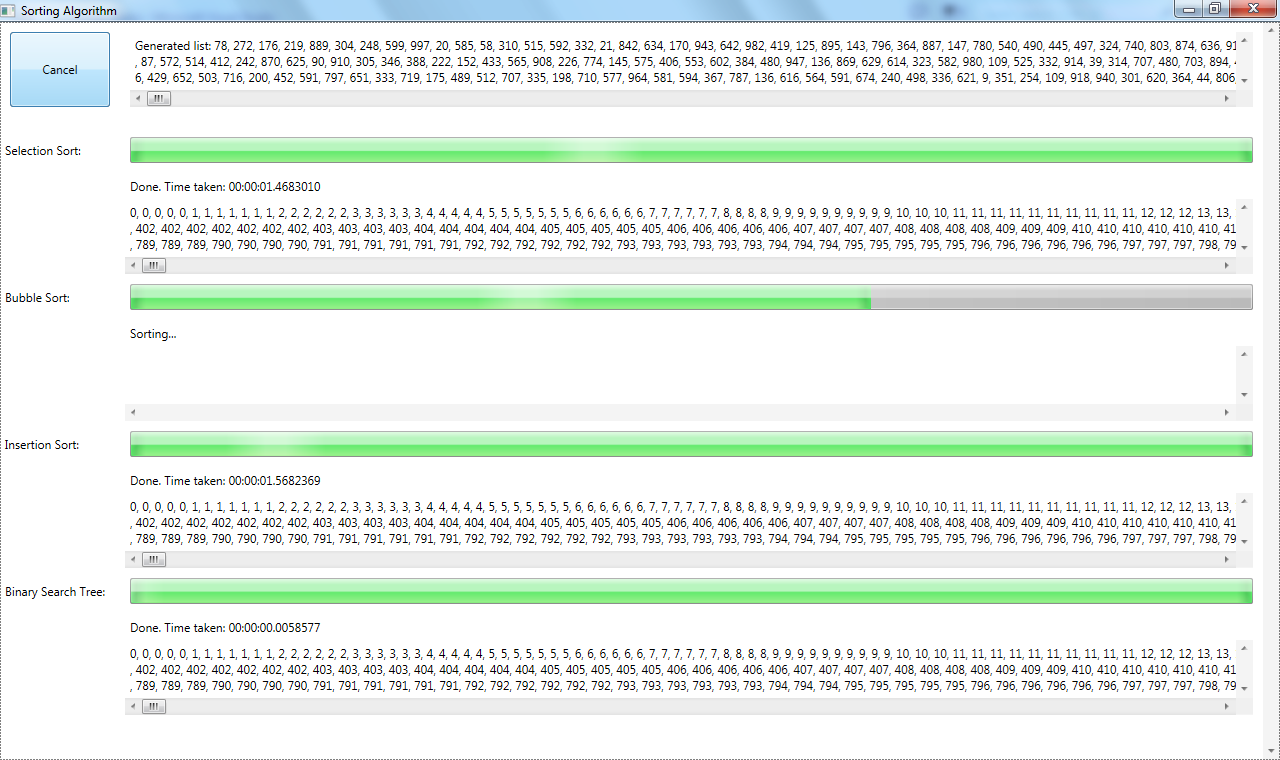 Sorting Algorithm
Cancel
Generated list: 78, 272, 176, 219, 889, 304, 248, 599, 997, 20, 585, 58, 310, 515, 592, 332, 21, 842, 634, 170, 943, 642, 982, 419, 125, 895, 143, 796, 364, 887, 147, 780, 540, 490, 445, 497, 324, 740, 803, 874, 636,
, 87, 572, 514, 412, 242, 870, 625, 90, 910, 305, 346, 388, 222, 152, 433, 565, 908, 226, 774, 145, 575, 406, 553, 602, 384, 480, 947, 136, 869, 629, 614, 323, 582, 980, 109, 525, 332, 914, 39, 314, 707, 480, 703, 894,
6, 429, 652, 503, 716, 200, 452, 591, 797, 651, 333, 719, 175, 489, 512, 707, 335, 198, 710, 577, 964, 581, 594, 367, 787, 136, 616, 564, 591, 674, 240, 498, 336, 621, 9, 351, 254, 109, 918, 940, 301, 620, 364, 44, 806
Selection Sort:
Done. Time taken: 00:00:01.4683010
0, 0, 0, 0, 0, 1, 1, 1, 1, 1, 1, 1, 2, 2, 2, 2, 2, 2, 3, 3, 3, 3, 3, 3, 4, 4, 4, 4, 4, 5, 5, 5, 5, 5, 5, 5, 6, 6, 6, 6, 6, 6, 7, 7, 7, 7, 7, 7, 8, 8, 8, 8, 9, 9, 9, 9, 9, 9, 9, 9, 9, 9, 10, 10, 10, 11, 11, 11, 11, 11, 11, 11, 11, 11, 11, 12, 12, 12, 13, 13,
, 402, 402, 402, 402, 402, 402, 403, 403, 403, 403, 404, 404, 404, 404, 404, 405, 405, 405, 405, 406, 406, 406, 406, 407, 407, 407, 407, 408, 408, 408, 408, 409, 409, 409, 410, 410, 410, 410, 410, 41
, 789, 789, 789, 790, 790, 790, 790, 791, 791, 791, 791, 791, 791, 792, 792, 792, 792, 792, 792, 793, 793, 793, 793, 793, 794, 794, 794, 795, 795, 795, 795, 795, 796, 796, 796, 796, 796, 796, 797, 797, 797, 798, 79
Bubble Sort:
Sorting...
Insertion Sort:
Done. Time taken: 00:00:01.5682369
0, 0, 0, 0, 0, 1, 1, 1, 1, 1, 1, 1, 2, 2, 2, 2, 2, 2, 3, 3, 3, 3, 3, 3, 4, 4, 4, 4, 4, 5, 5, 5, 5, 5, 5, 5, 6, 6, 6, 6, 6, 6, 7, 7, 7, 7, 7, 7, 8, 8, 8, 8, 9, 9, 9, 9, 9, 9, 9, 9, 9, 9, 10, 10, 10, 11, 11, 11, 11, 11, 11, 11, 11, 11, 11, 12, 12, 12, 13, 13,
, 402, 402, 402, 402, 402, 402, 403, 403, 403, 403, 404, 404, 404, 404, 404, 405, 405, 405, 405, 406, 406, 406, 406, 407, 407, 407, 407, 408, 408, 408, 408, 409, 409, 409, 410, 410, 410, 410, 410, 41
, 789, 789, 789, 790, 790, 790, 790, 791, 791, 791, 791, 791, 791, 792, 792, 792, 792, 792, 792, 793, 793, 793, 793, 793, 794, 794, 794, 795, 795, 795, 795, 795, 796, 796, 796, 796, 796, 796, 797, 797, 797, 798, 79
Binary Search Tree:
Done. Time taken: 00:00:00.0058577
0, 0, 0, 0, 0, 1, 1, 1, 1, 1, 1, 1, 2, 2, 2, 2, 2, 2, 3, 3, 3, 3, 3, 3, 4, 4, 4, 4, 4, 5, 5, 5, 5, 5, 5, 5, 6, 6, 6, 6, 6, 6, 7, 7, 7, 7, 7, 7, 8, 8, 8, 8, 9, 9, 9, 9, 9, 9, 9, 9, 9, 9, 10, 10, 10, 11, 11, 11, 11, 11, 11, 11, 11, 11, 11, 12, 12, 12, 13, 13,
, 402, 402, 402, 402, 402, 402, 403, 403, 403, 403, 404, 404, 404, 404, 404, 405, 405, 405, 405, 406, 406, 406, 406, 407, 407, 407, 407, 408, 408, 408, 408, 409, 409, 409, 410, 410, 410, 410, 410, 41
, 789, 789, 789, 790, 790, 790, 790, 791, 791, 791, 791, 791, 791, 792, 792, 792, 792, 792, 792, 793, 793, 793, 793, 793, 794, 794, 794, 795, 795, 795, 795, 795, 796, 796, 796, 796, 796, 796, 797, 797, 797, 798, 79